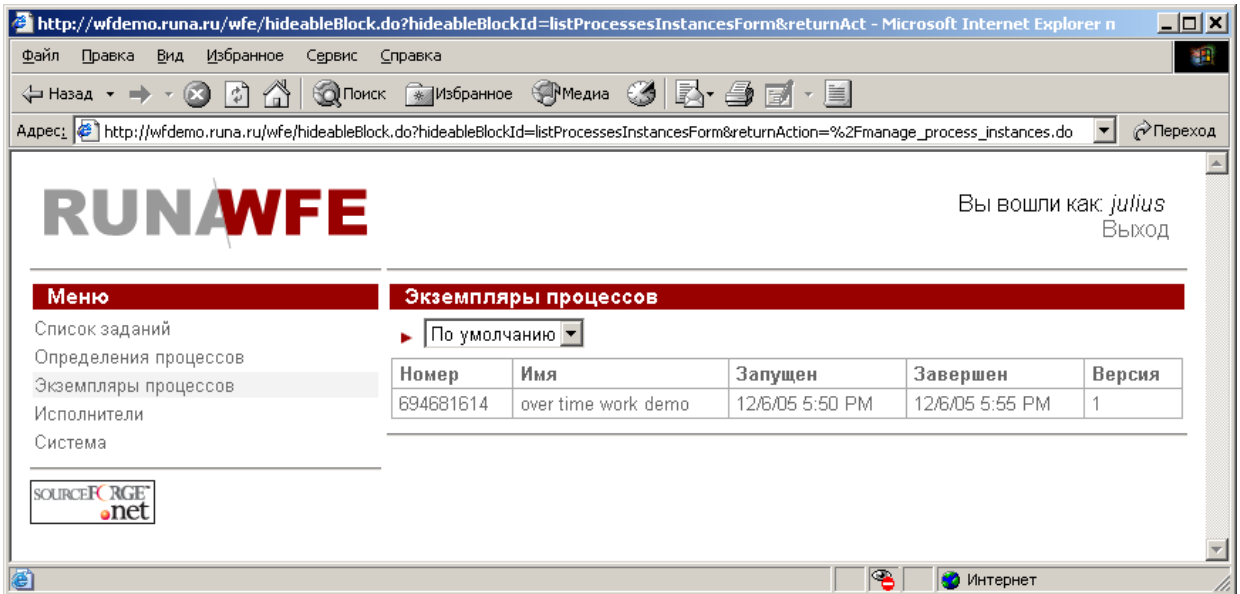 http://wfdemo.runa.ru/wfe/hideableBlock.do?hideableBlockId=listProcessesInstancesForm&returnAct - Microsoft Internet Explorer п
Файл Правка Вид Избранное Сервис Справка
Назад Поиск Избранное Медиа
Адрес: http://wfdemo.runa.ru/wfe/hideableBlock.do?hideableBlockId=listProcessesInstancesForm&returnAction=%2Fmanage_process_instances.do Переход
RUNAWFE
Вы вошли как: julius
Выход
Меню
Список заданий
Определения процессов
Экземпляры процессов
Исполнители
Система
SOURCEFORGE
.net
Экземпляры процессов
По умолчанию
Номер Имя Запущен Завершен Версия
694681614 over time work demo 12/6/05 5:50 PM 12/6/05 5:55 PM 1
Интернет